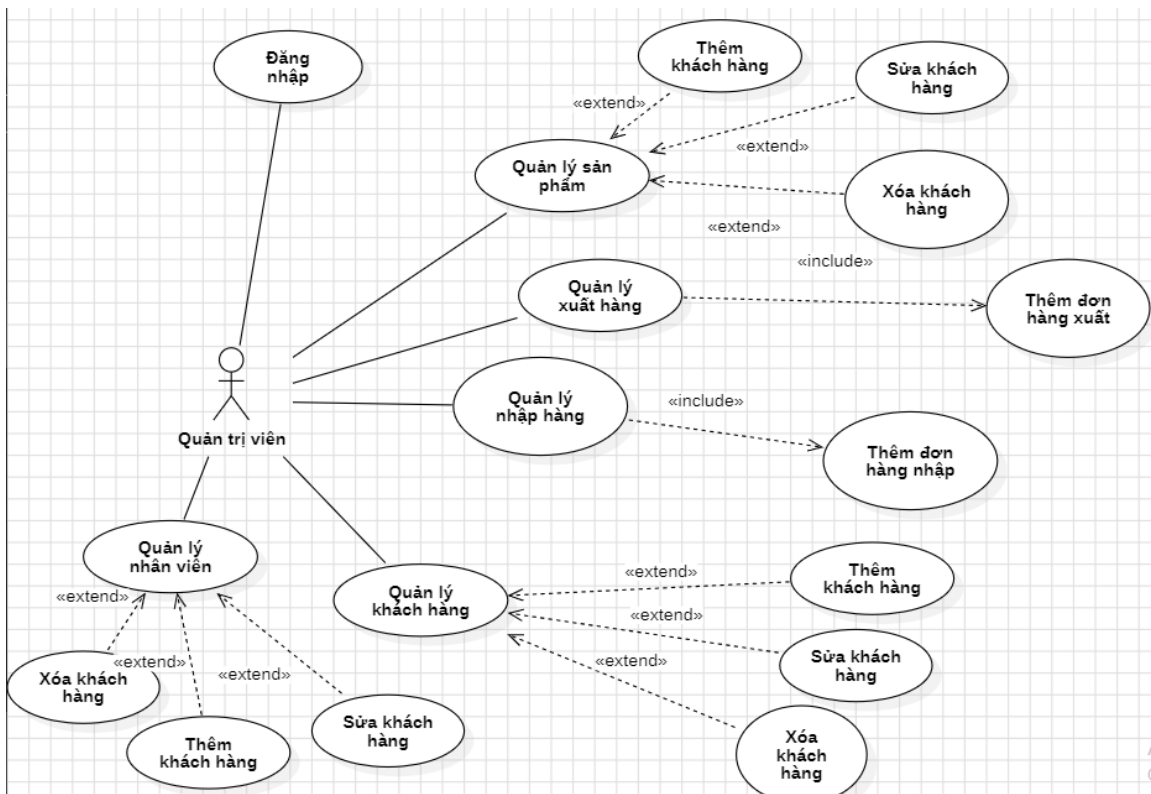 Đăng
nhập
Thêm
khách hàng
Sửa khách
hàng
«extend»
«extend»
Quản lý sản
phẩm
Xóa khách
hàng
«extend»
«include»
Quản lý
xuất hàng
Thêm đơn
hàng xuất
Quản lý
nhập hàng
«include»
Quản trị viên
Thêm đơn
hàng nhập
Quản lý
nhân viên
Quản lý
khách hàng
«extend»
Thêm
khách hàng
«extend»
«extend»
«extend»
«extend»
«extend»
Sửa khách
hàng
Xóa khách
hàng
Thêm
khách hàng
Sửa khách
hàng
Xóa
khách
hàng